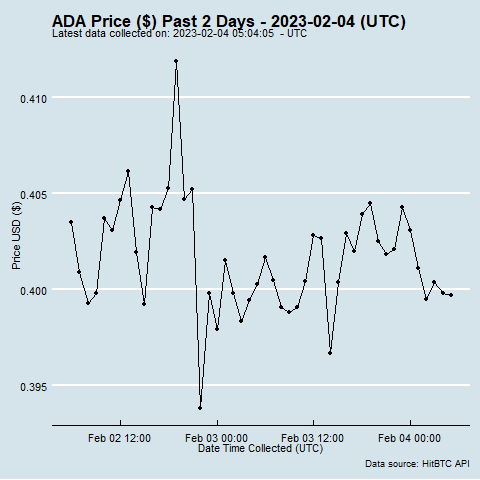 ADA Price ($) Past 2 Days - 2023-02-04 (UTC)
Latest data collected on: 2023-02-04 05:04:05  - UTC
0.410
0.405
0.400
0.395
Price USD ($)
Feb 02 12:00 Feb 03 00:00 Feb 03 12:00 Feb 04 00:00
Date Time Collected (UTC)
Data source: HitBTC API